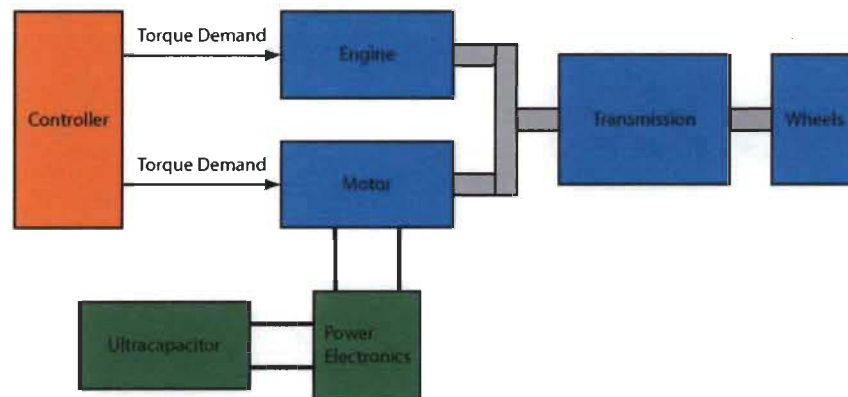 Torque Demand
Engine
Controller
Transmission
Wheels
Torque Demand
Motor
Ultracapacitor
Power
Electronics